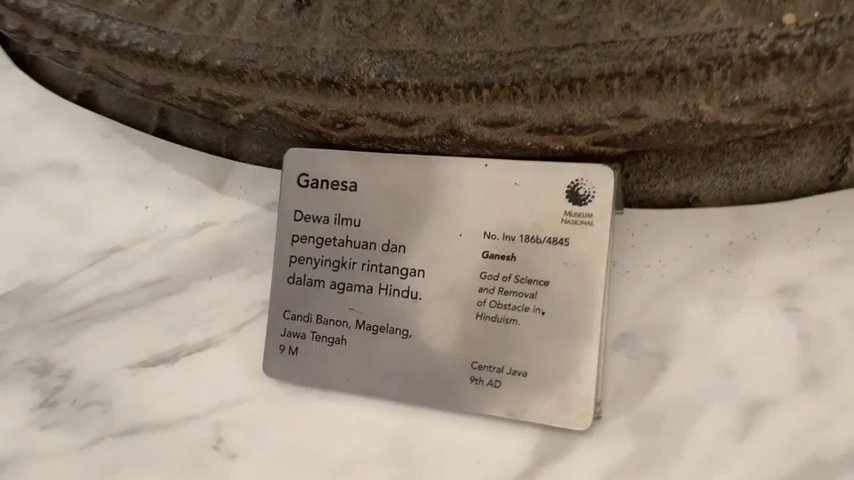 Ganesa
Dewa ilmu
pengetahuan dan
penyingkir rintangan
dalam agama Hindu.
Candi Banon, Magelang,
Jawa Tengah
9 M
MUSEUM
NASIONAL
No. Inv 186b/4845
Ganesh
God of Science
and Removal
of Obstacle in
Hinduism.
Central Java
9th AD